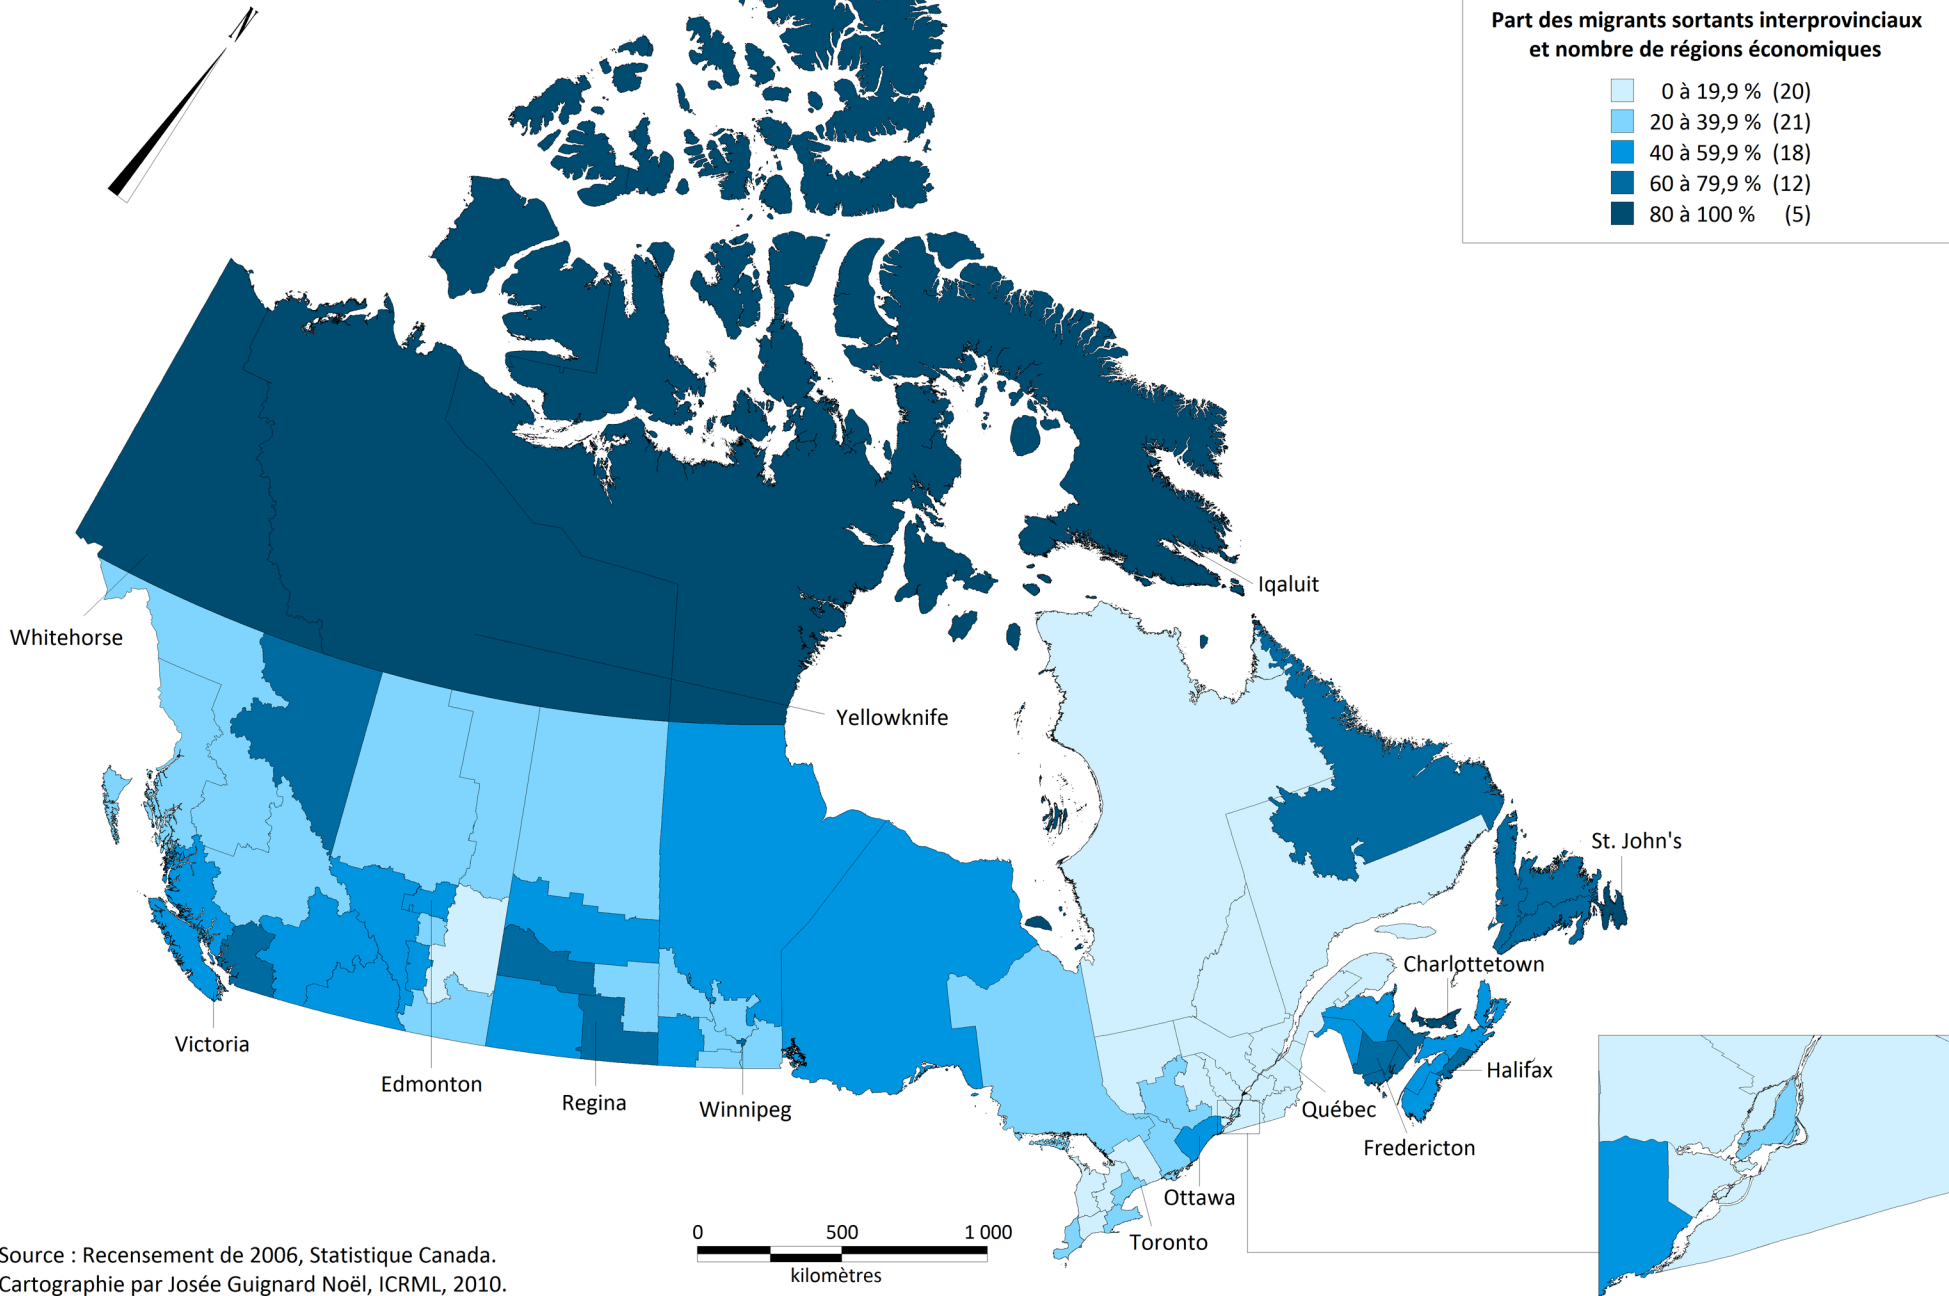 Part des migrants sortants interprovinciaux
et nombre de régions économiques
0 à 19,9 % (20)
20 à 39,9 % (21)
40 à 59,9 % (18)
60 à 79,9 % (12)
80 à 100 % (5)
Iqaluit
Whitehorse
Yellowknife
St. John's
Charlottetown
Victoria
Halifax
Edmonton
Regina
Winnipeg
Québec
Fredericton
Ottawa
Toronto
0 500 1 000
kilomètres
Source : Recensement de 2006, Statistique Canada.
Cartographie par Josée Guignard Noël, ICRML, 2010.